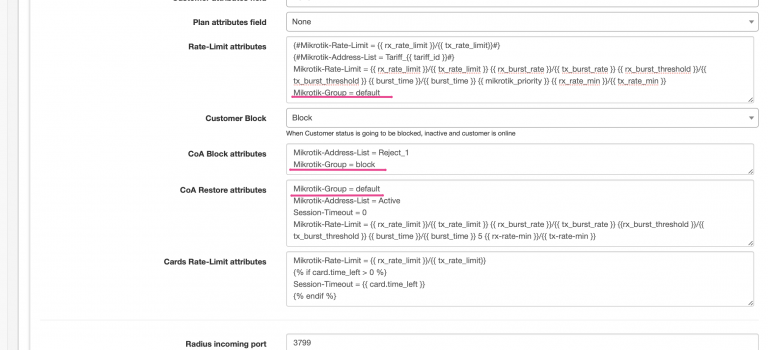 Plan attributes field
None
Rate-Limit attributes
{#Mikrotik-Rate-Limit = {{ rx_rate_limit }}/{{ tx_rate_limit}}#}
{#Mikrotik-Address-List = Tariff_{{ tariff_id }}#}
Mikrotik-Rate-Limit = {{ rx_rate_limit }}/{{ tx_rate_limit }} {{ rx_burst_rate }}/{{ tx_burst_rate }} {{ rx_burst_threshold }}/{{
tx_burst_threshold }} {{ burst_time }}/{{ burst_time }} {{ mikrotik_priority }} {{ rx_rate_min }}/{{ tx_rate_min }}
Mikrotik-Group = default
Customer Block
Block
When Customer status is going to be blocked, inactive and customer is online
CoA Block attributes
Mikrotik-Address-List = Reject_1
Mikrotik-Group = block
CoA Restore attributes
Mikrotik-Group = default
Mikrotik-Address-List = Active
Session-Timeout = 0
Mikrotik-Rate-Limit = {{ rx_rate_limit }}/{{ tx_rate_limit }} {{ rx_burst_rate }}/{{ tx_burst_rate }} {{rx_burst_threshold }}/{{
tx_burst_threshold }} {{ burst_time }}/{{ burst_time }} 5 {{ rx-rate-min }}/{{ tx-rate-min }}
Cards Rate-Limit attributes
Mikrotik-Rate-Limit = {{ rx_rate_limit }}/{{ tx_rate_limit}}
{% if card.time_left > 0 %}
Session-Timeout = {{ card.time_left }}
{% endif %}
Radius incoming port
3799